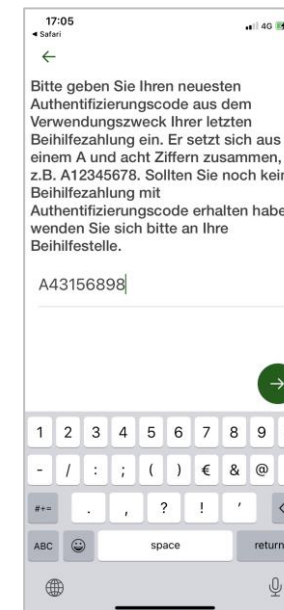 17:05
4G
Safari
Bitte geben Sie Ihren neuesten
Authentifizierungscode aus dem
Verwendungszweck Ihrer letzten
Beihilfezahlung ein. Er setzt sich aus
einem A und acht Ziffern zusammen,
z.B. A12345678. Sollten Sie noch
Beihilfezahlung mit
Authentifizierungscode erhalten
wenden Sie sich bitte an Ihre
Beihilfestelle.
A43156898
1 2 3 4 5 6 7 8 9
- / : ; ( ) € & @
#+= . , ? ! '
ABC space return